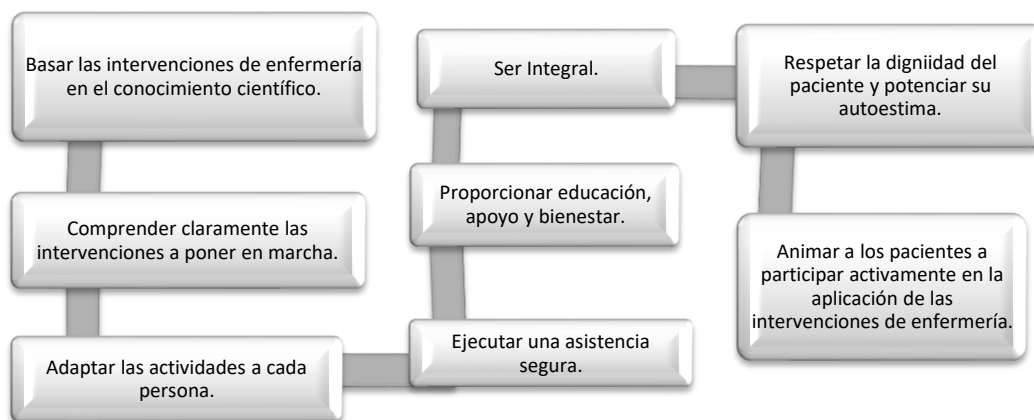 Basar las intervenciones de enfermería
en el conocimiento científico.
Comprender claramente las
intervenciones a poner en marcha.
Adaptar las actividades a cada
persona.
Ejecutar una asistencia
segura.
Proporcionar educación,
apoyo y bienestar.
Ser Integral.
Respetar la digniidad del
paciente y potenciar su
autoestima.
Animar a los pacientes a
participar activamente en la
aplicación de las
intervenciones de enfermería.